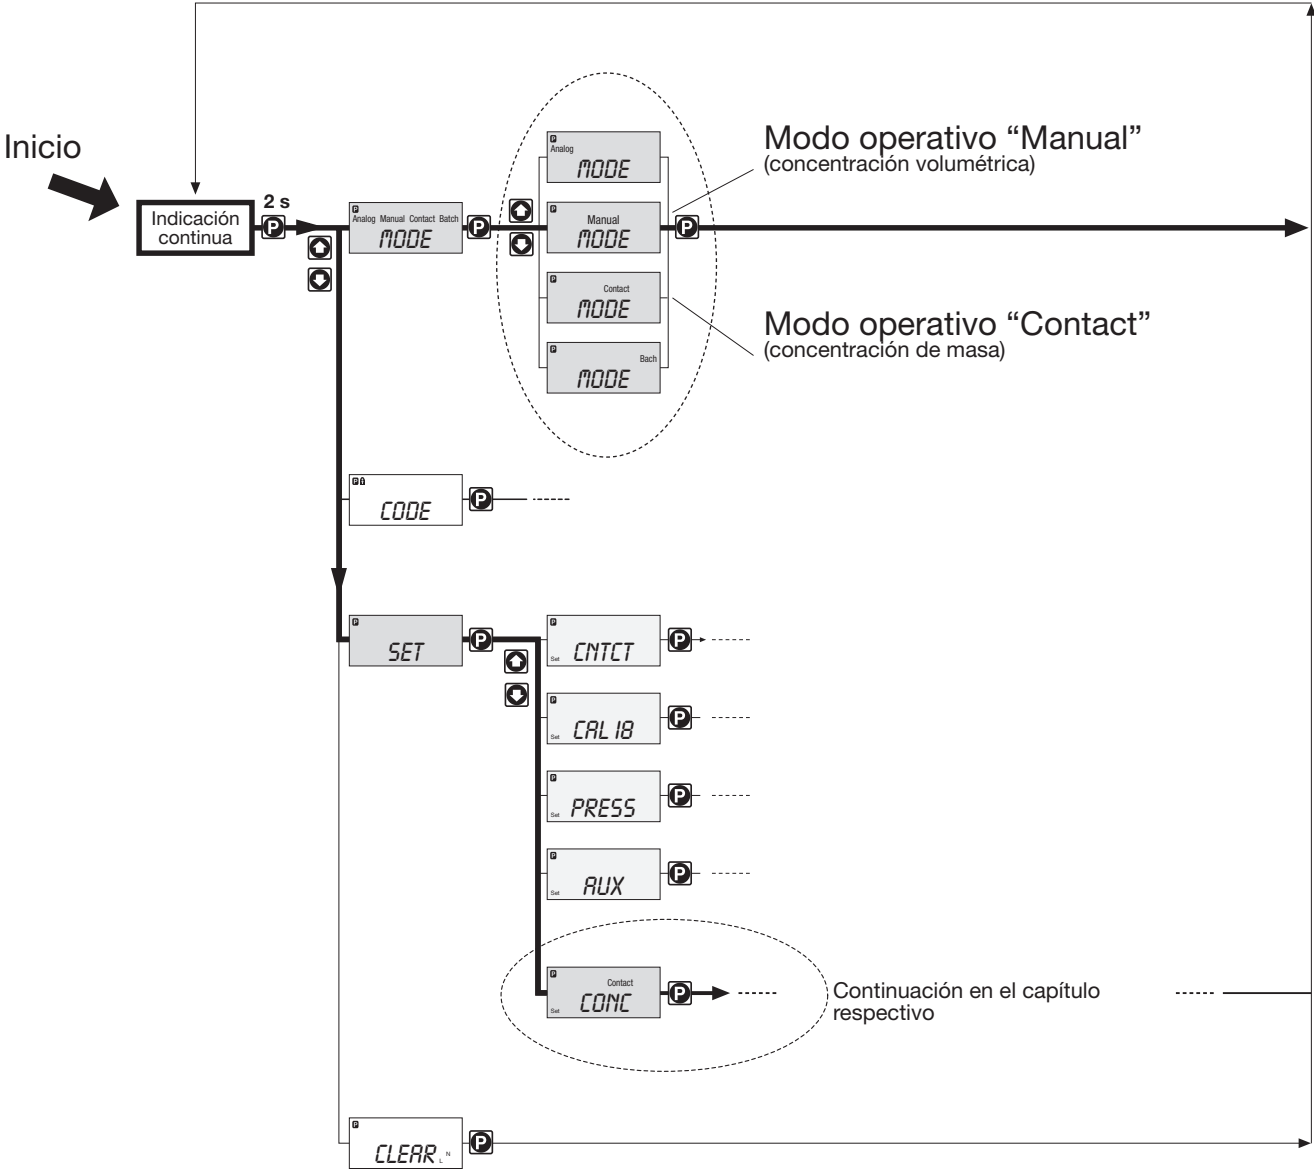 Inicio
Indicación
continua
P
2 s
P
Analog Manual Contact Batch
MODE
P
P
Analog
MODE
P
Manual
MODE
P
P
Contact
MODE
P
Bach
MODE
Modo operativo “Manual”
(concentración volumétrica)
Modo operativo “Contact”
(concentración de masa)
P
CODE
P
P
SET
P
P
Set
CNTCT
P
P
Set
CALIB
P
P
Set
PRESS
P
P
Set
AUX
P
P
Contact
Set
CONC
P
Continuación en el capítulo
respectivo
P
CLEAR L N
P